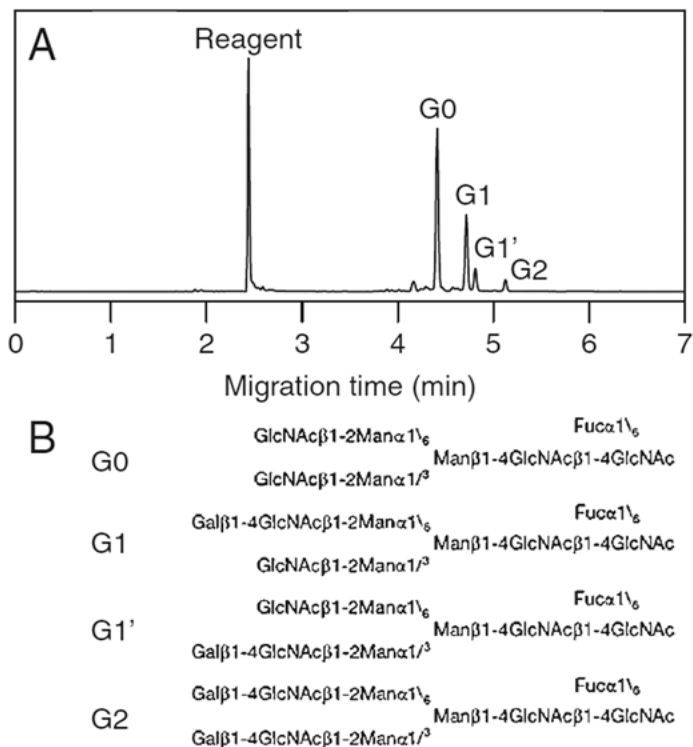 A
Reagent
G0
G1
G1'
G2
0 1 2 3 4 5 6 7
Migration time (min)
B
G0
GlcNAcβ1-2Manα1\6
Fucα1\6
Manβ1-4GlcNAcβ1-4GlcNAc
GlcNAcβ1-2Manα1/3
G1
Galβ1-4GlcNAcβ1-2Manα1\6
Fucα1\6
Manβ1-4GlcNAcβ1-4GlcNAc
GlcNAcβ1-2Manα1/3
G1'
GlcNAcβ1-2Manα1\6
Fucα1\6
Manβ1-4GlcNAcβ1-4GlcNAc
Galβ1-4GlcNAcβ1-2Manα1/3
G2
Galβ1-4GlcNAcβ1-2Manα1\6
Fucα1\6
Manβ1-4GlcNAcβ1-4GlcNAc
Galβ1-4GlcNAcβ1-2Manα1/3